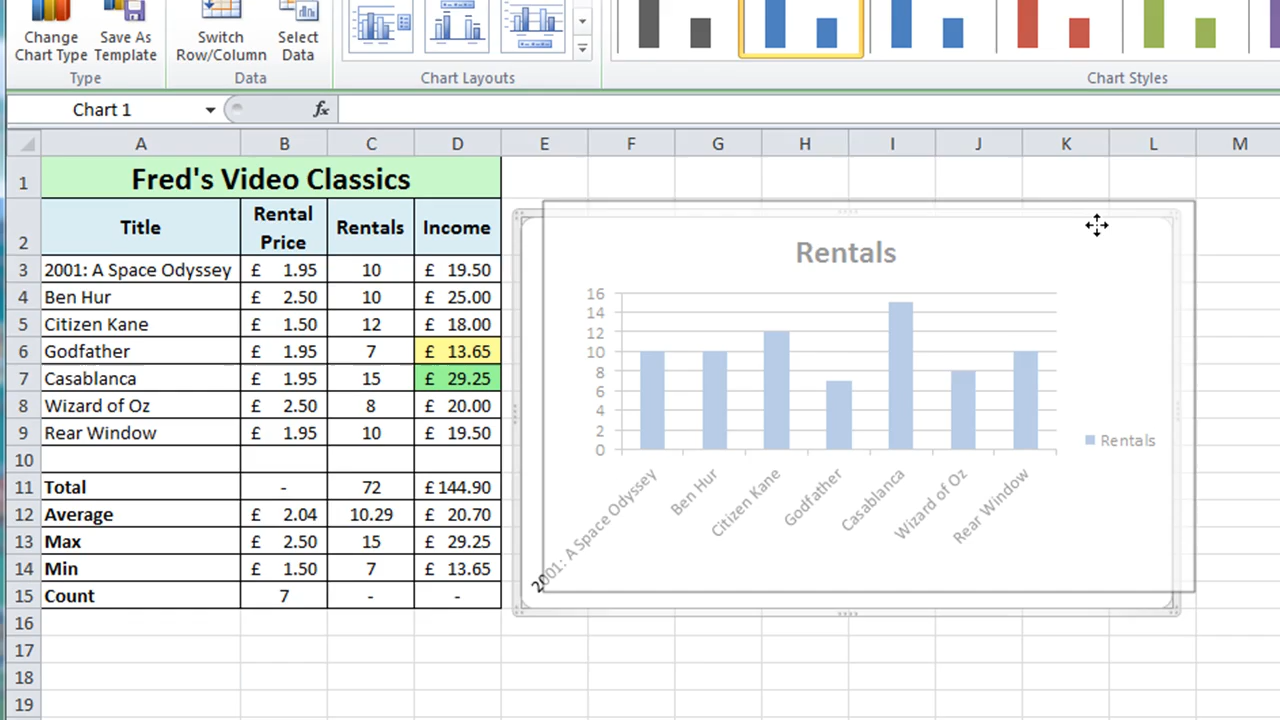 Change Chart Type
Save As Template
Switch Row/Column
Select Data
Type
Data
Chart Layouts
Chart Styles
Chart 1
fx
A B C D E F G H I J K L M
1 Fred's Video Classics
2 Title Rental Price Rentals Income
3 2001: A Space Odyssey £ 1.95 10 £ 19.50
4 Ben Hur £ 2.50 10 £ 25.00
5 Citizen Kane £ 1.50 12 £ 18.00
6 Godfather £ 1.95 7 £ 13.65
7 Casablanca £ 1.95 15 £ 29.25
8 Wizard of Oz £ 2.50 8 £ 20.00
9 Rear Window £ 1.95 10 £ 19.50
10
11 Total - 72 £ 144.90
12 Average £ 2.04 10.29 £ 20.70
13 Max £ 2.50 15 £ 29.25
14 Min £ 1.50 7 £ 13.65
15 Count 7 - -
16
17
18
19
Rentals
16
14
12
10
8
6
4
2
0
2001: A Space Odyssey
Ben Hur
Citizen Kane
Godfather
Casablanca
Wizard of Oz
Rear Window
Rentals